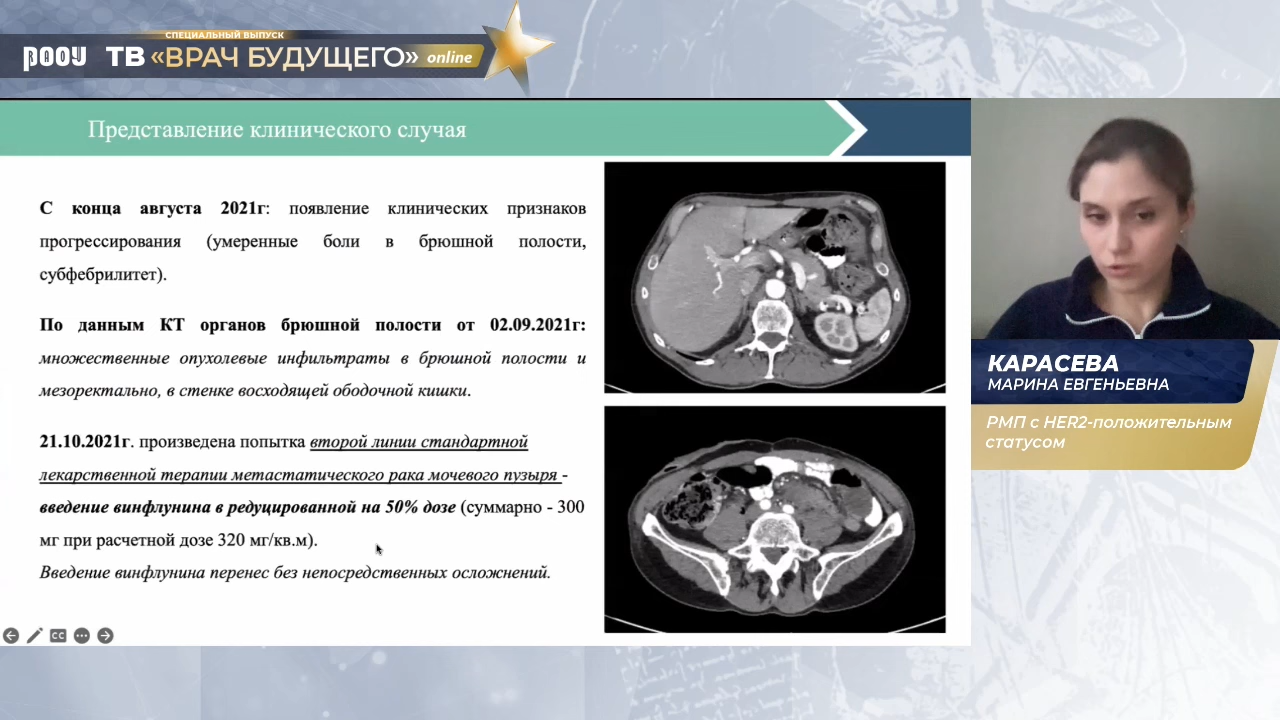 СПЕЦИАЛЬНЫЙ ВЫПУСК
РООУ ТВ «ВРАЧ БУДУЩЕГО» online
Представление клинического случая
С конца августа 2021г: появление клинических признаков
прогрессирования (умеренные боли в брюшной полости,
субфебрилитет).
По данным КТ органов брюшной полости от 02.09.2021г:
множественные опухолевые инфильтраты в брюшной полости и
мезоректально, в стенке восходящей ободочной кишки.
21.10.2021г. произведена попытка второй линии стандартной
лекарственной терапии метастатического рака мочевого пузыря -
введение винфлунина в редуцированной на 50% дозе (суммарно - 300
мг при расчетной дозе 320 мг/кв.м).
Введение винфлунина перенес без непосредственных осложнений.
CC
КАРАСЕВА
МАРИНА ЕВГЕНЬЕВНА
РМП с HER2-положительным
статусом